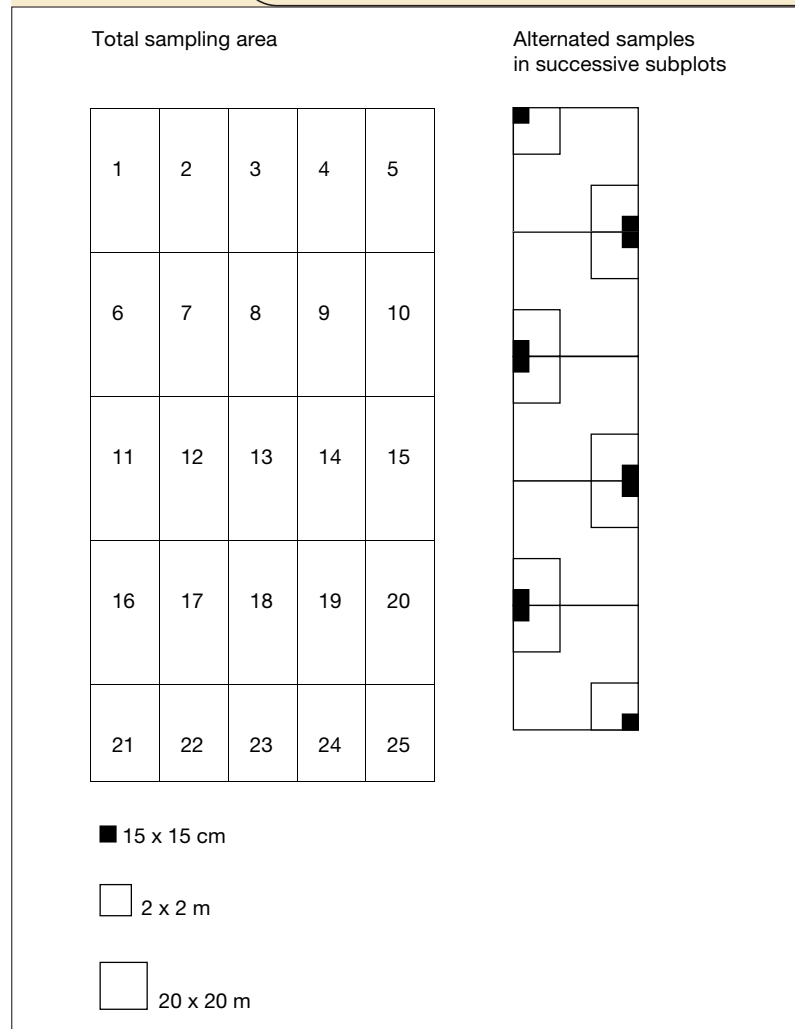 Total sampling area
Alternated samples
in successive subplots
1 2 3 4 5
6 7 8 9 10
11 12 13 14 15
16 17 18 19 20
21 22 23 24 25
15 x 15 cm
2 x 2 m
20 x 20 m